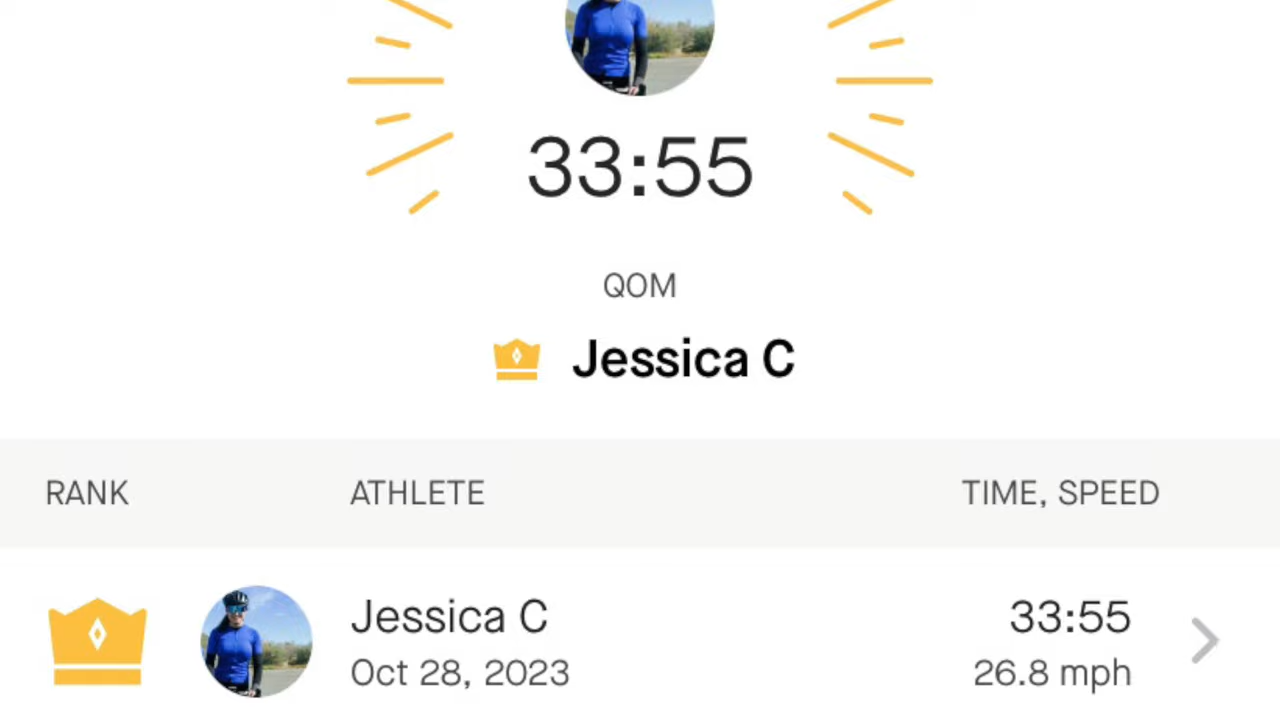 33:55
QOM
Jessica C
RANK ATHLETE TIME, SPEED
Jessica C 33:55
Oct 28, 2023 26.8 mph